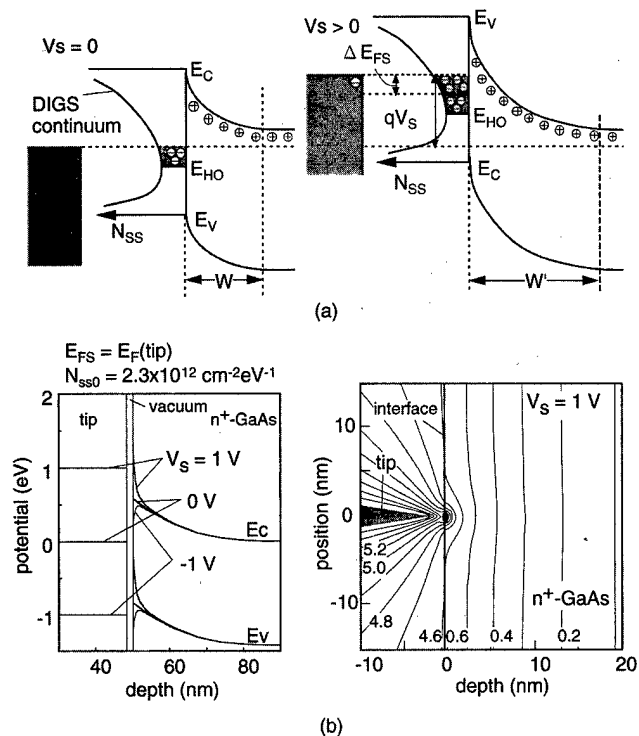 Vs = 0
E_C
DIGS
continuum
E_HO
N_SS
E_V
W
Vs > 0
E_V
Δ E_FS
qV_S
E_HO
N_SS
E_C
W'
(a)
E_FS = E_F(tip)
N_ss0 = 2.3x10¹² cm⁻²eV⁻¹
2
1
0
-1
potential (eV)
tip
vacuum
n⁺-GaAs
V_S = 1 V
0 V
-1 V
Ec
Ev
40
60
80
depth (nm)
10
0
-10
position (nm)
interface
V_S = 1 V
tip
5.2
5.0
4.8
4.6
0.6
0.4
0.2
n⁺-GaAs
-10
0
10
20
depth (nm)
(b)